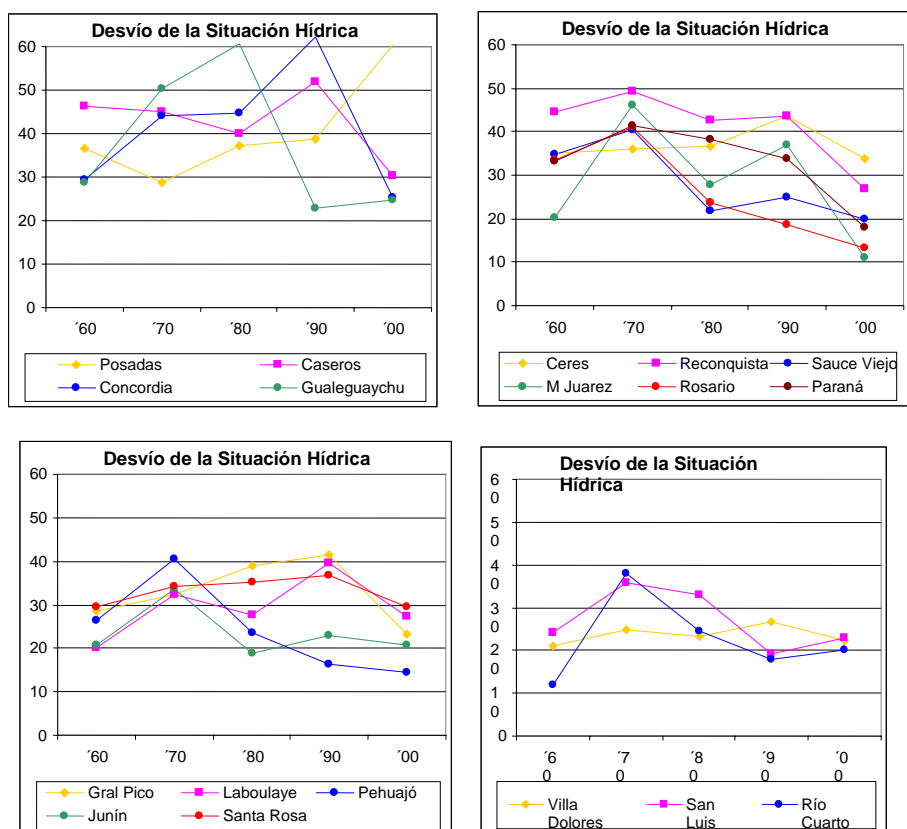 Desvío de la Situación Hídrica
60
50
40
30
20
10
0
´60 ´70 ´80 ´90 ´00
Posadas Caseros
Concordia Gualeguaychu
Desvío de la Situación Hídrica
60
50
40
30
20
10
0
´60 ´70 ´80 ´90 ´00
Ceres Reconquista Sauce Viejo
M Juarez Rosario Paraná
Desvío de la Situación Hídrica
60
50
40
30
20
10
0
´60 ´70 ´80 ´90 ´00
Gral Pico Laboulaye Pehuajó
Junín Santa Rosa
Desvío de la Situación
Hídrica
6
0
5
0
4
0
3
0
2
0
1
0
0
´6 ´7 ´8 ´9 ´0
0 0 0 0 0
Villa San Río
Dolores Luis Cuarto